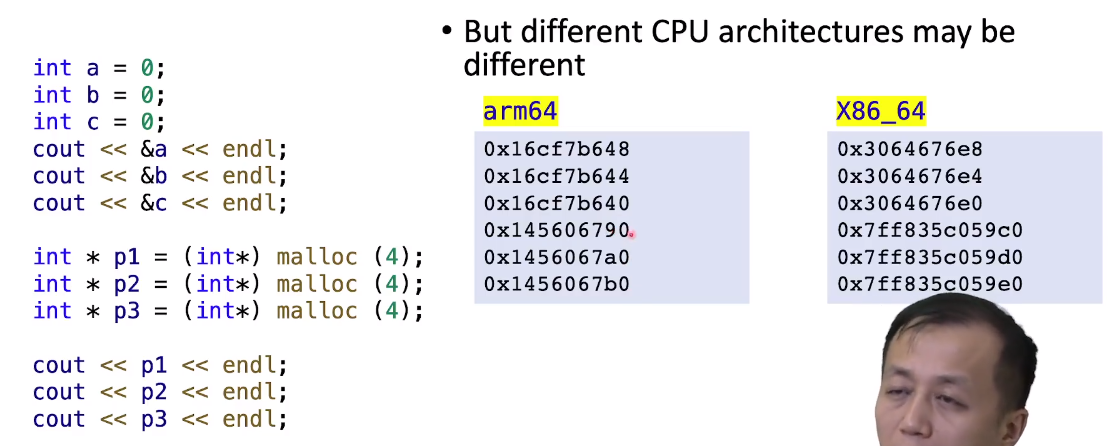 • But different CPU architectures may be
different
int a = 0;
int b = 0;
int c = 0;
cout << &a << endl;
cout << &b << endl;
cout << &c << endl;
int * p1 = (int*) malloc (4);
int * p2 = (int*) malloc (4);
int * p3 = (int*) malloc (4);
cout << p1 << endl;
cout << p2 << endl;
cout << p3 << endl;
arm64
0x16cf7b648
0x16cf7b644
0x16cf7b640
0x145606790
0x1456067a0
0x1456067b0
X86_64
0x3064676e8
0x3064676e4
0x3064676e0
0x7ff835c059c0
0x7ff835c059d0
0x7ff835c059e0